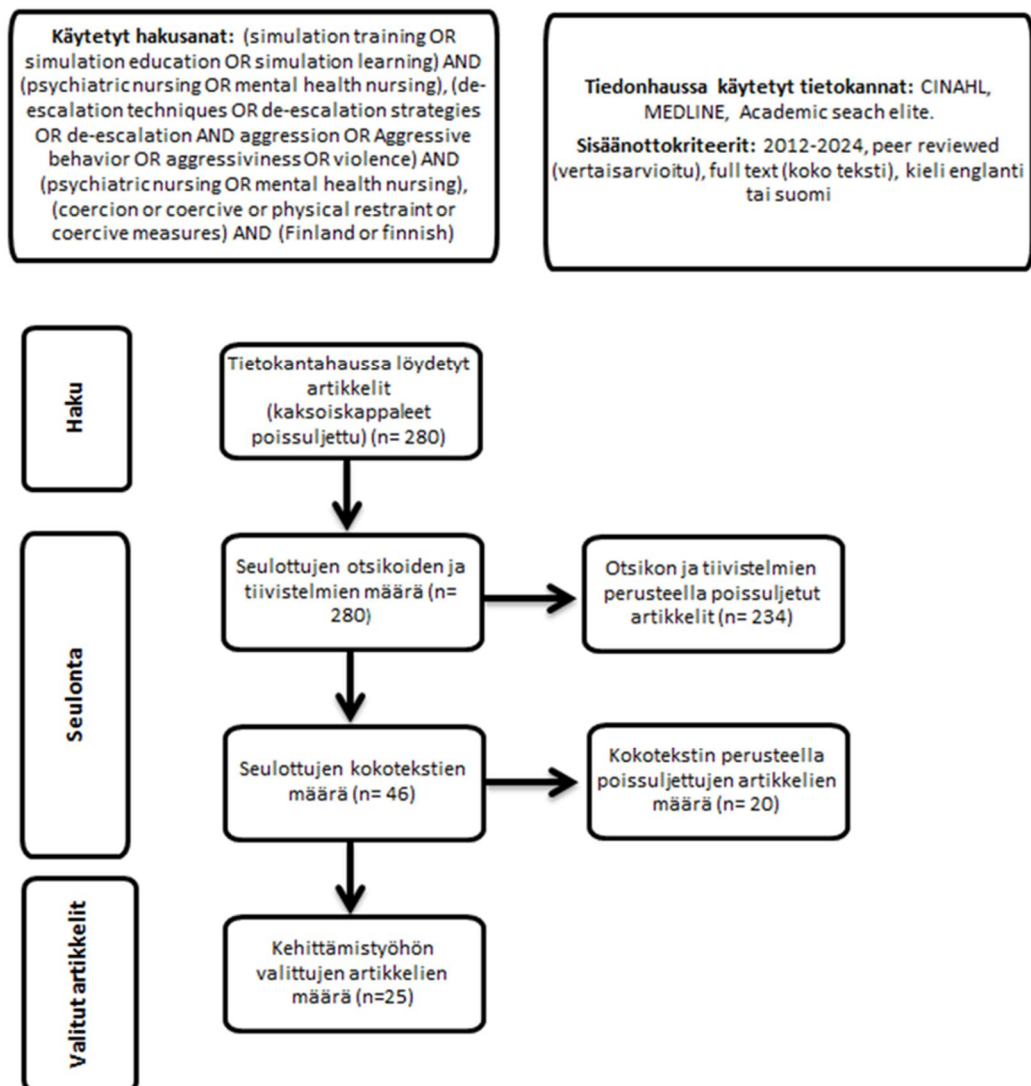 Käytetyt hakusanat: (simulation training OR
simulation education OR simulation learning) AND
(psychiatric nursing OR mental health nursing), (de-
escalation techniques OR de-escalation strategies
OR de-escalation AND aggression OR Aggressive
behavior OR aggressiviness OR violence) AND
(psychiatric nursing OR mental health nursing),
(coercion or coercive or physical restraint or
coercive measures) AND (Finland or finnish)
Tiedonhaussa käytetyt tietokannat: CINAHL,
MEDLINE, Academic seach elite.
Sisäänottokriteerit: 2012-2024, peer reviewed
(vertaisarvioitu), full text (koko teksti), kieli englanti
tai suomi
Haku
Tietokantahaussa löydetyt
artikkelit
(kaksoiskappaleet
poissuljettu) (n= 280)
Seulonta
Seulottujen otsikoiden ja
tiivistelmien määrä (n=
280)
Otsikon ja tiivistelmien
perusteella poissuljetut
artikkelit (n= 234)
Seulottujen kokotekstien
määrä (n= 46)
Kokotekstin perusteella
poissuljettujen artikkelien
määrä (n= 20)
Valitut artikkelit
Kehittämistyöhön
valittujen artikkelien
määrä (n=25)